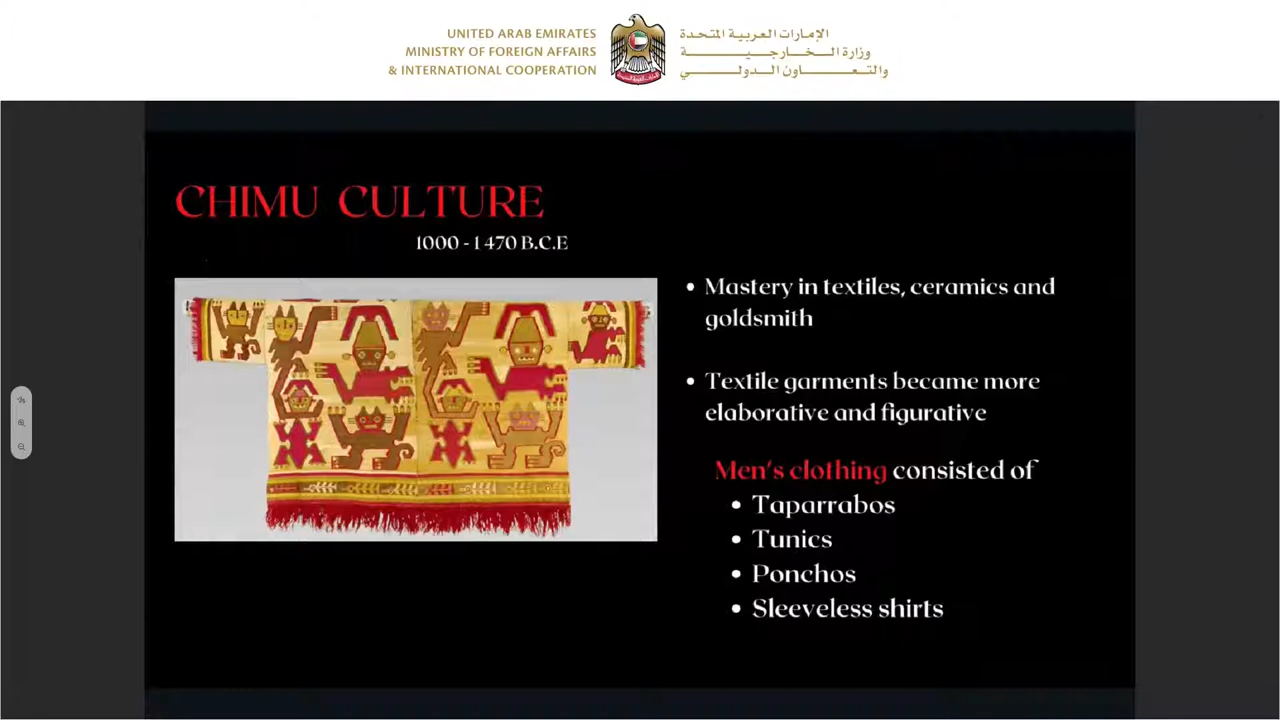 UNITED ARAB EMIRATES
MINISTRY OF FOREIGN AFFAIRS
& INTERNATIONAL COOPERATION
الإمارات العربية المتحدة
وزارة الخارجية
والتعاون الدولي
CHIMU CULTURE
1000 - 1470 B.C.E
• Mastery in textiles, ceramics and
goldsmith
• Textile garments became more
elaborative and figurative
Men's clothing consisted of
• Taparrabos
• Tunics
• Ponchos
• Sleeveless shirts